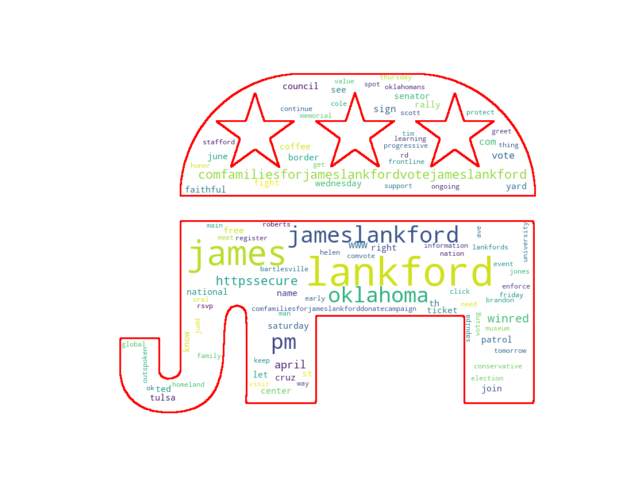 thursday
value
spot
oklahomans
council
see
cole
senator
rally
continue
sign
scott
protect
memorial
tim
greet
stafford
learning
com
thing
coffee
progressive
june
border
rd
vote
frontline
honor
get
comfamiliesforjameslankfordvotejameslankford
fight
wednesday
support
ongoing
yard
faithful
main
roberts
free
ave
university
meet
register
jameslankford
james
www
right
information
lankfords
helen
comvote
nation
event
bartlesville
lankford
jones
httpssecure
enforce
national
name
early
oklahoma
click
friday
oral
brandon
rsvp
th
need
comfamiliesforjameslankforddonatecampaign
ticket
man
sapulpa
voting
winred
judd
saturday
museum
know
pm
patrol
global
outspoken
family
keep
tomorrow
april
conservative
let
cruz
st
election
homeland
visit
way
ok
ted
center
join
tulsa